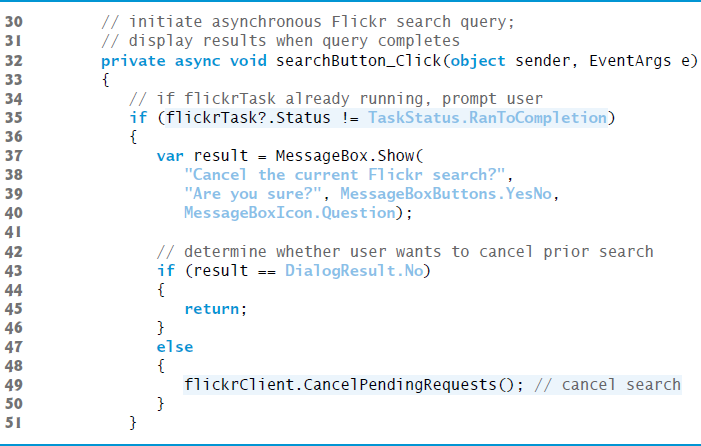 30 // initiate asynchronous Flickr search query;
31 // display results when query completes
32 private async void searchButton_Click(object sender, EventArgs e)
33 {
34 // if flickrTask already running, prompt user
35 if (flickrTask?.Status != TaskStatus.RanToCompletion)
36 {
37 var result = MessageBox.Show(
38 "Cancel the current Flickr search?",
39 "Are you sure?", MessageBoxButtons.YesNo,
40 MessageBoxIcon.Question);
41
42 // determine whether user wants to cancel prior search
43 if (result == DialogResult.No)
44 {
45 return;
46 }
47 else
48 {
49 flickrClient.CancelPendingRequests(); // cancel search
50 }
51 }